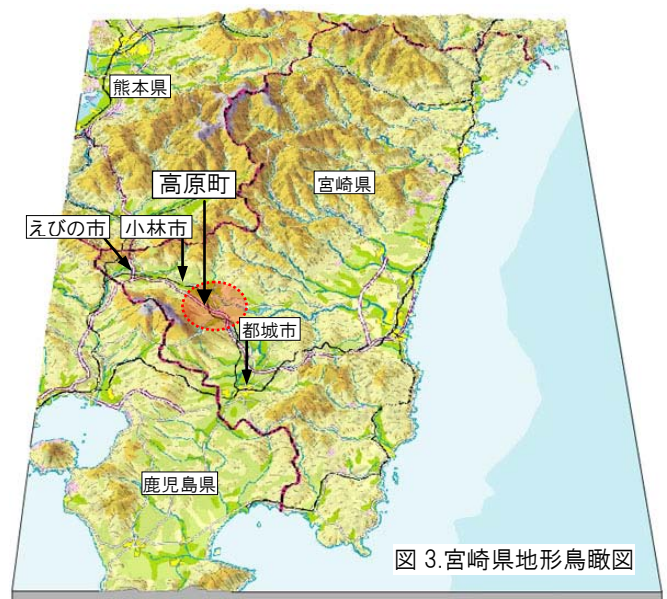 熊本県
高原町
宮崎県
えびの市
小林市
都城市
鹿児島県
図 3.宮崎県地形鳥瞰図